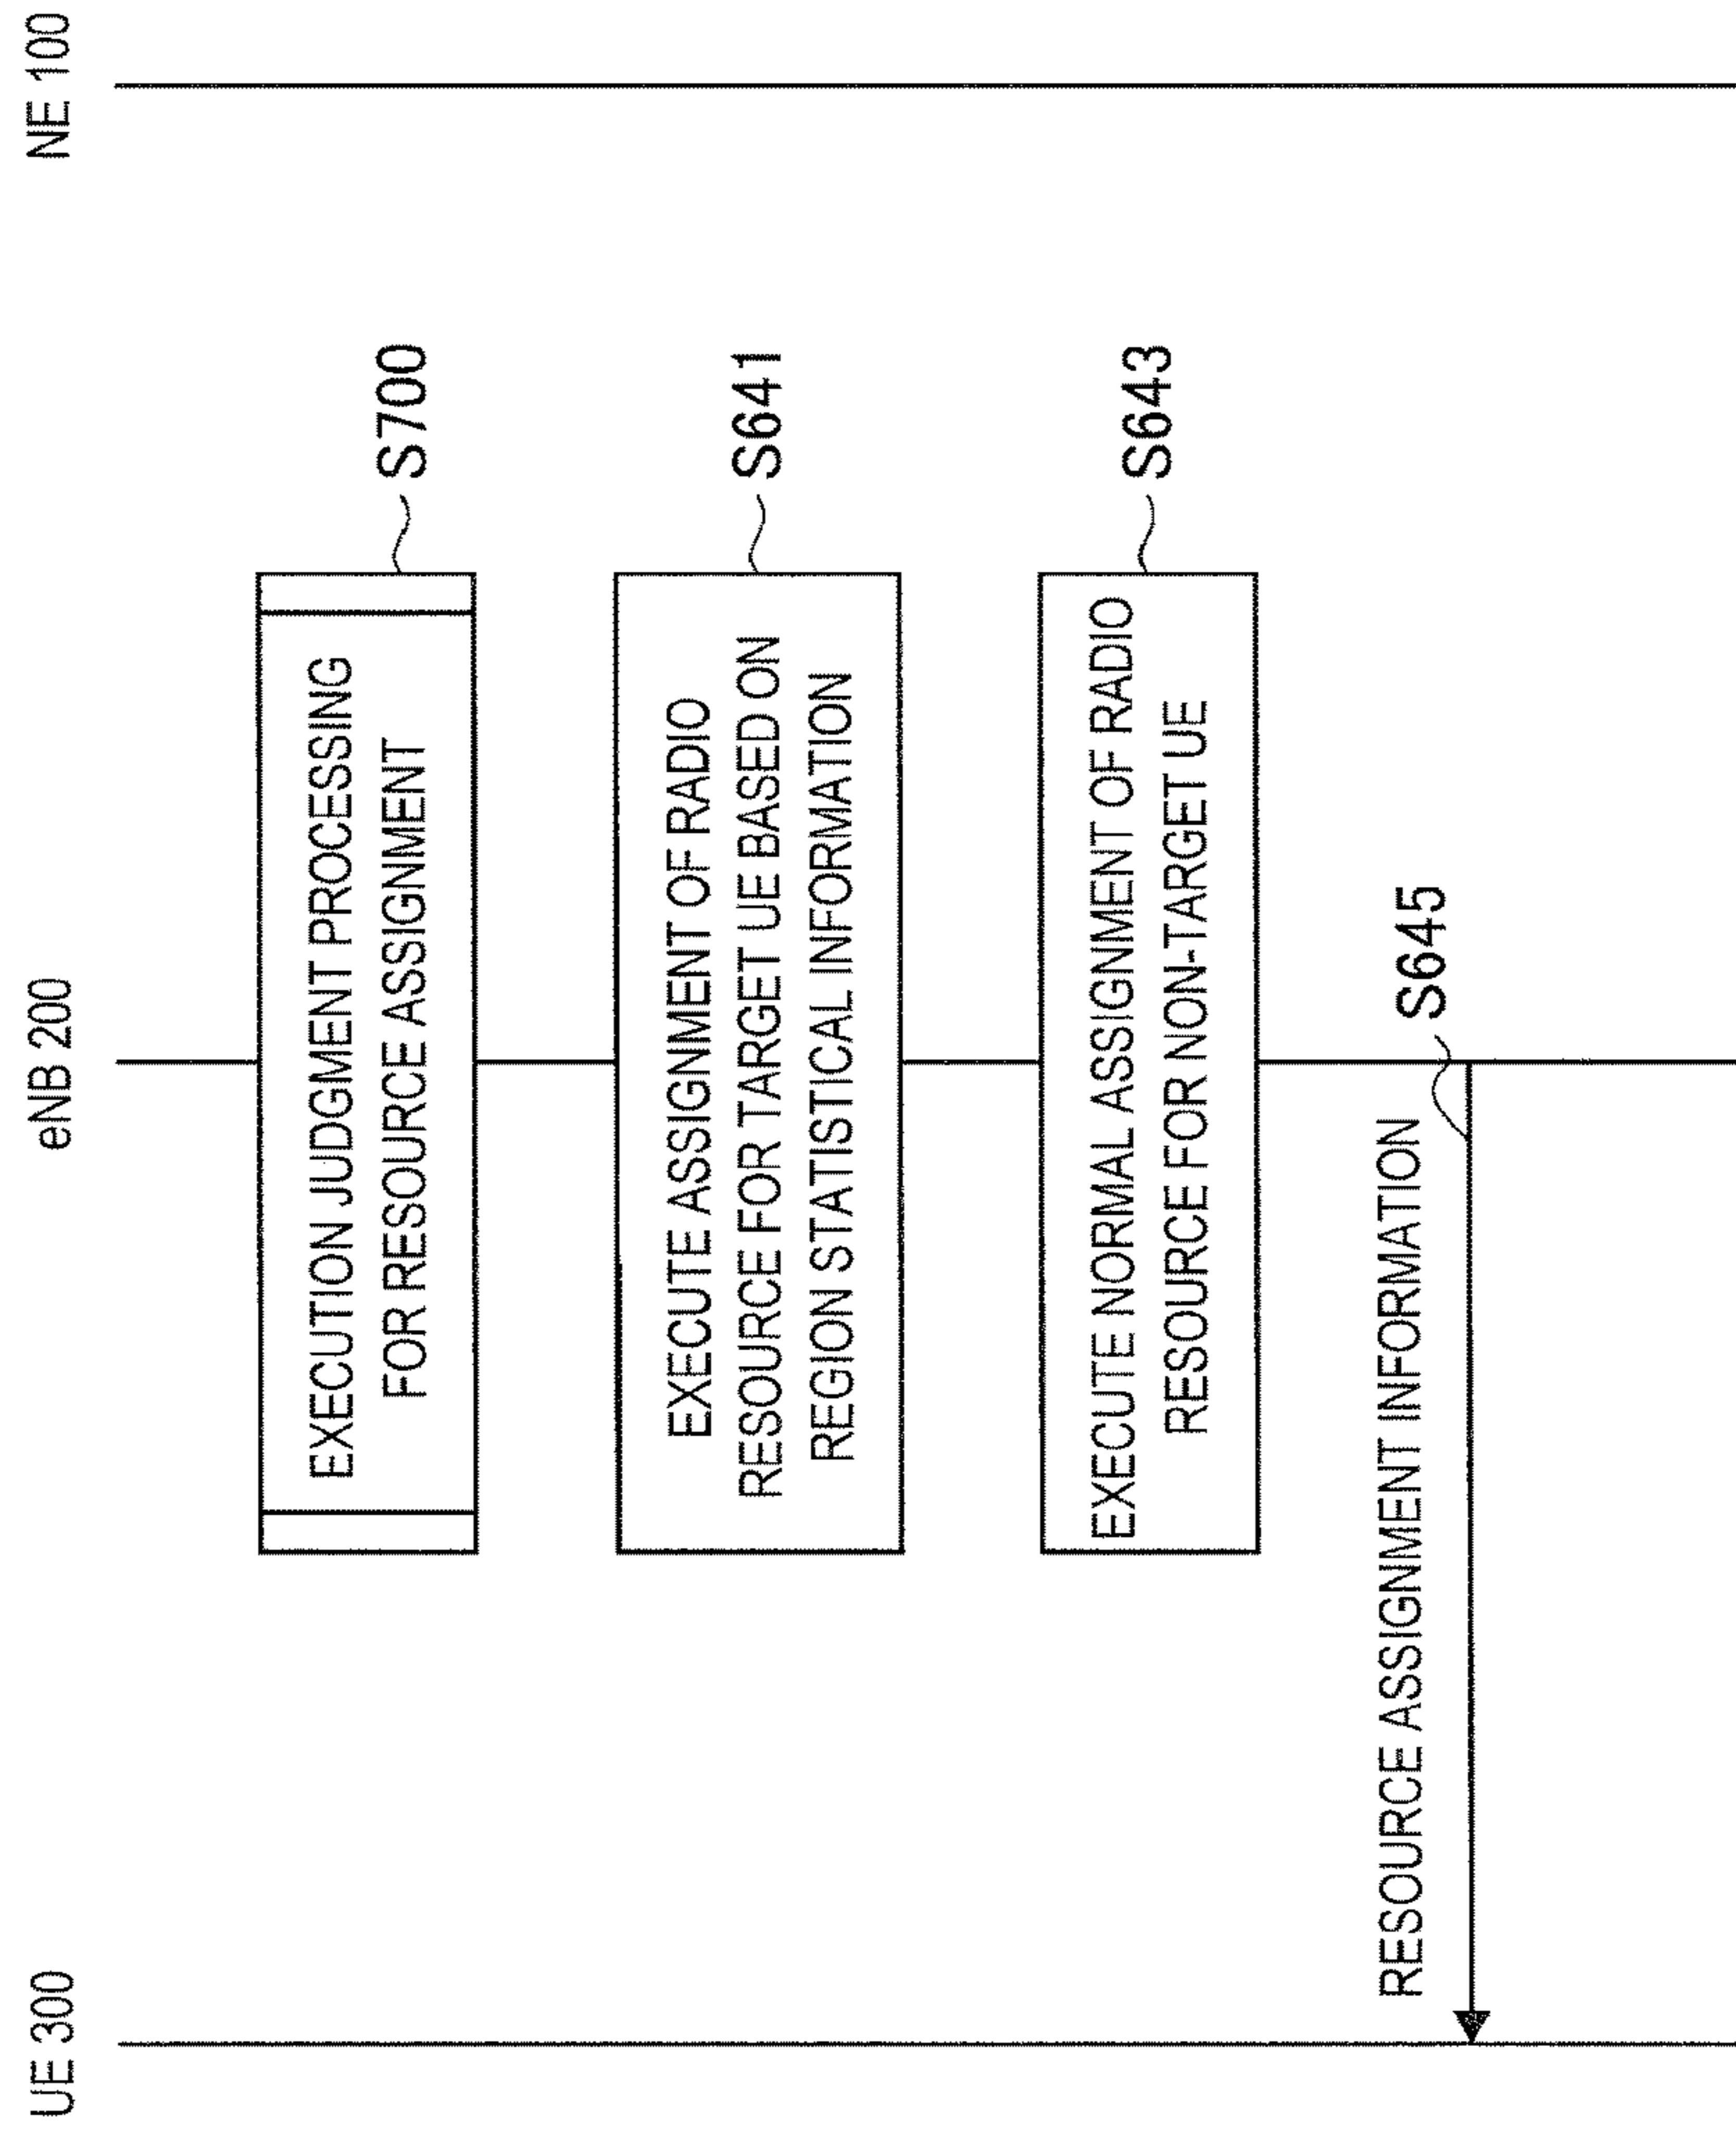 UE 300
eNB 200
NE 100
EXECUTION JUDGMENT PROCESSING
FOR RESOURCE ASSIGNMENT
S700
EXECUTE ASSIGNMENT OF RADIO
RESOURCE FOR TARGET UE BASED ON
REGION STATISTICAL INFORMATION
S641
EXECUTE NORMAL ASSIGNMENT OF RADIO
RESOURCE FOR NON-TARGET UE
S643
RESOURCE ASSIGNMENT INFORMATION
S645